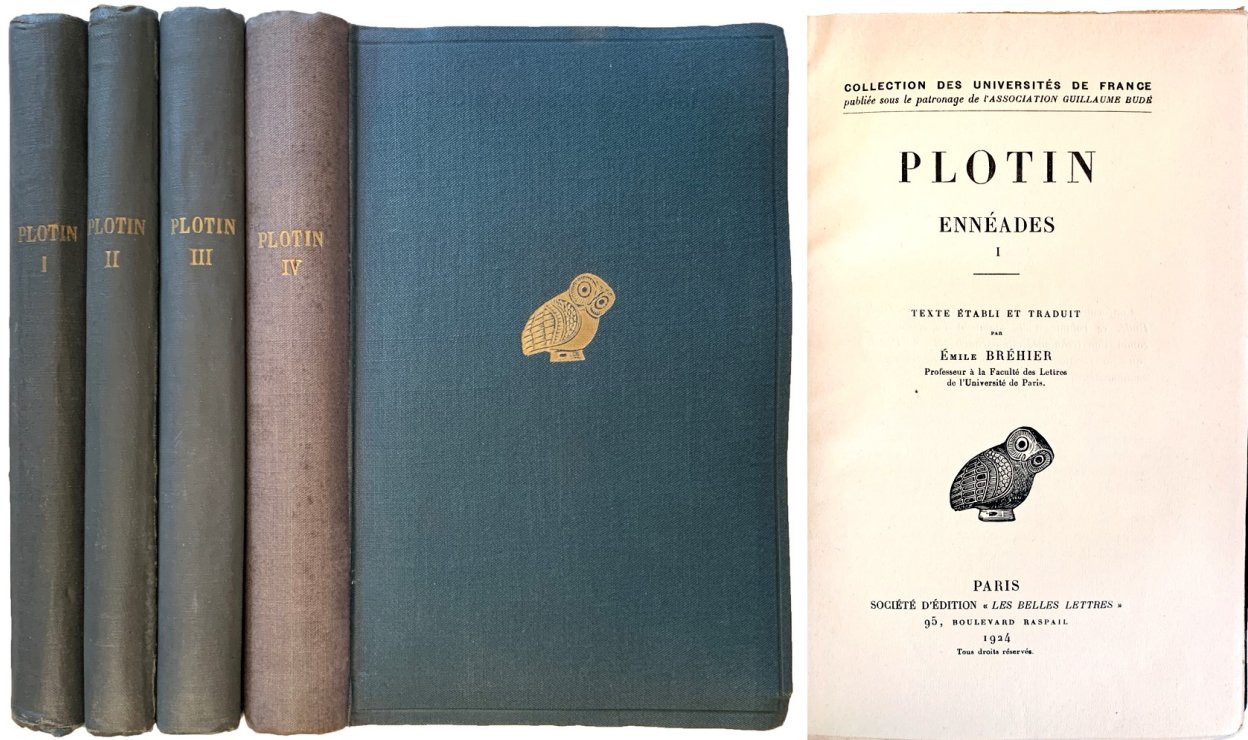 PLOTIN
I
PLOTIN
II
PLOTIN
III
PLOTIN
IV
COLLECTION DES UNIVERSITÉS DE FRANCE
publiée sous le patronage de l'ASSOCIATION GUILLAUME BUDÉ
PLOTIN
ENNÉADES
I
TEXTE ÉTABLI ET TRADUIT
PAR
ÉMILE BRÉHIER
Professeur à la Faculté des Lettres
de l'Université de Paris.
PARIS
SOCIÉTÉ D'ÉDITION « LES BELLES LETTRES »
95, BOULEVARD RASPAIL
1924
Tous droits réservés.